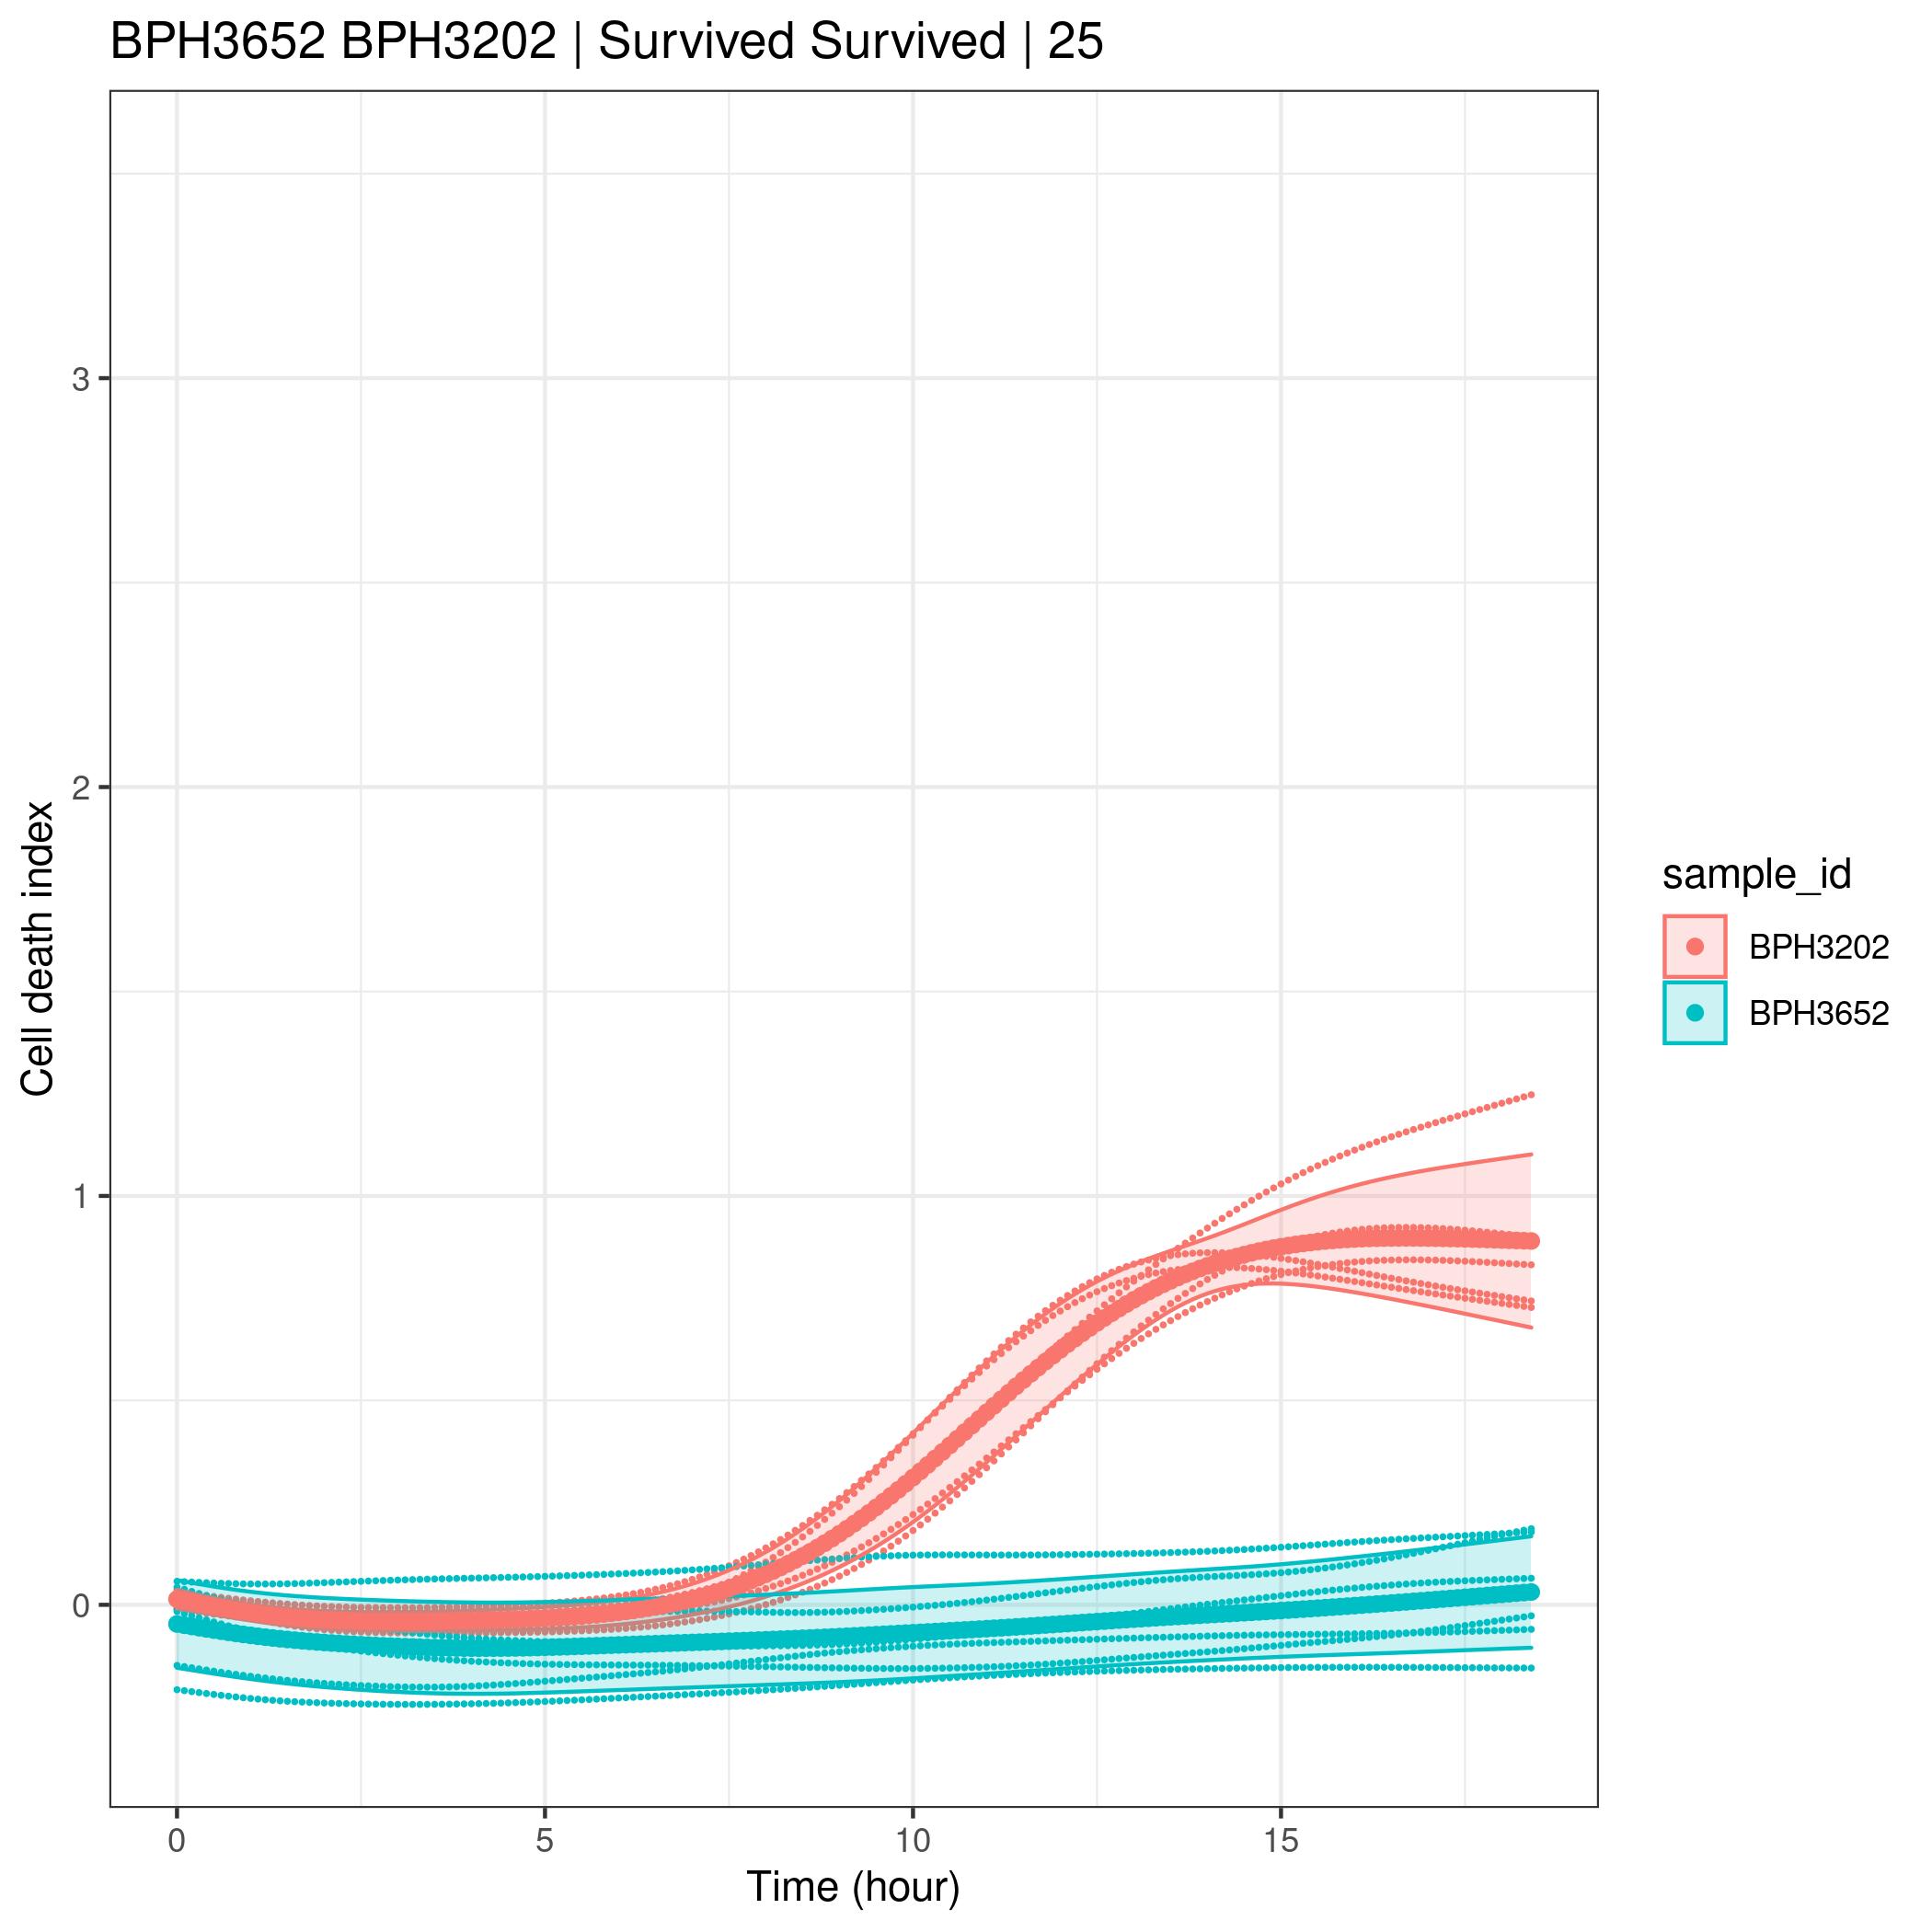 BPH3652 BPH3202 | Survived Survived | 25
Cell death index
3
2
1
0
0 5 10 15
Time (hour)
sample_id
BPH3202
BPH3652